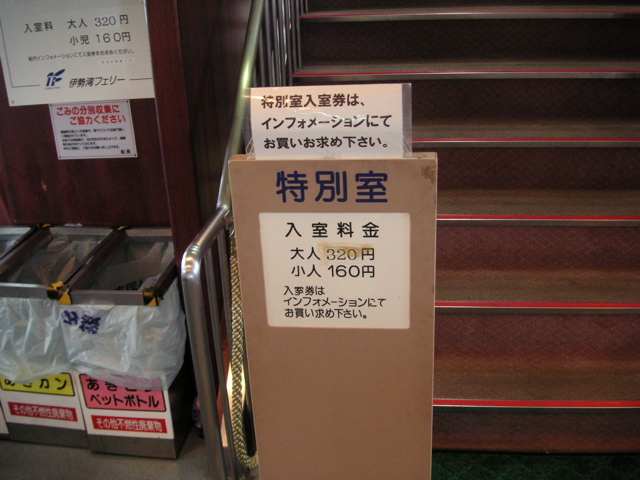 入室料 大人 320円
小児 160円
伊勢湾フェリー
ごみの分別収集に
ご協力ください
特別室入室券は、
インフォメーションにて
お買いお求め下さい。
特別室
入室料金
大人 320円
小人 160円
入室券は
インフォメーションにて
お買い求め下さい。
あきカン
その他不燃性廃棄物
ペットボトル
その他不燃性廃棄物